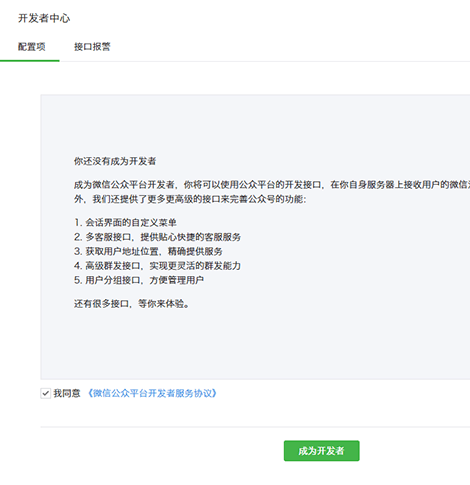 开发者中心
配置项 接口报警
你还没有成为开发者
成为微信公众平台开发者，你将可以使用公众平台的开发接口，在你自身服务器上接收用户的微信
外，我们还提供了更多更高级的接口来完善公众号的功能：
1. 会话界面的自定义菜单
2. 多客服接口，提供贴心快捷的客服服务
3. 获取用户地址位置，精确提供服务
4. 高级群发接口，实现更灵活的群发能力
5. 用户分组接口，方便管理用户
还有很多接口，等你来体验。
我同意 《微信公众平台开发者服务协议》
成为开发者